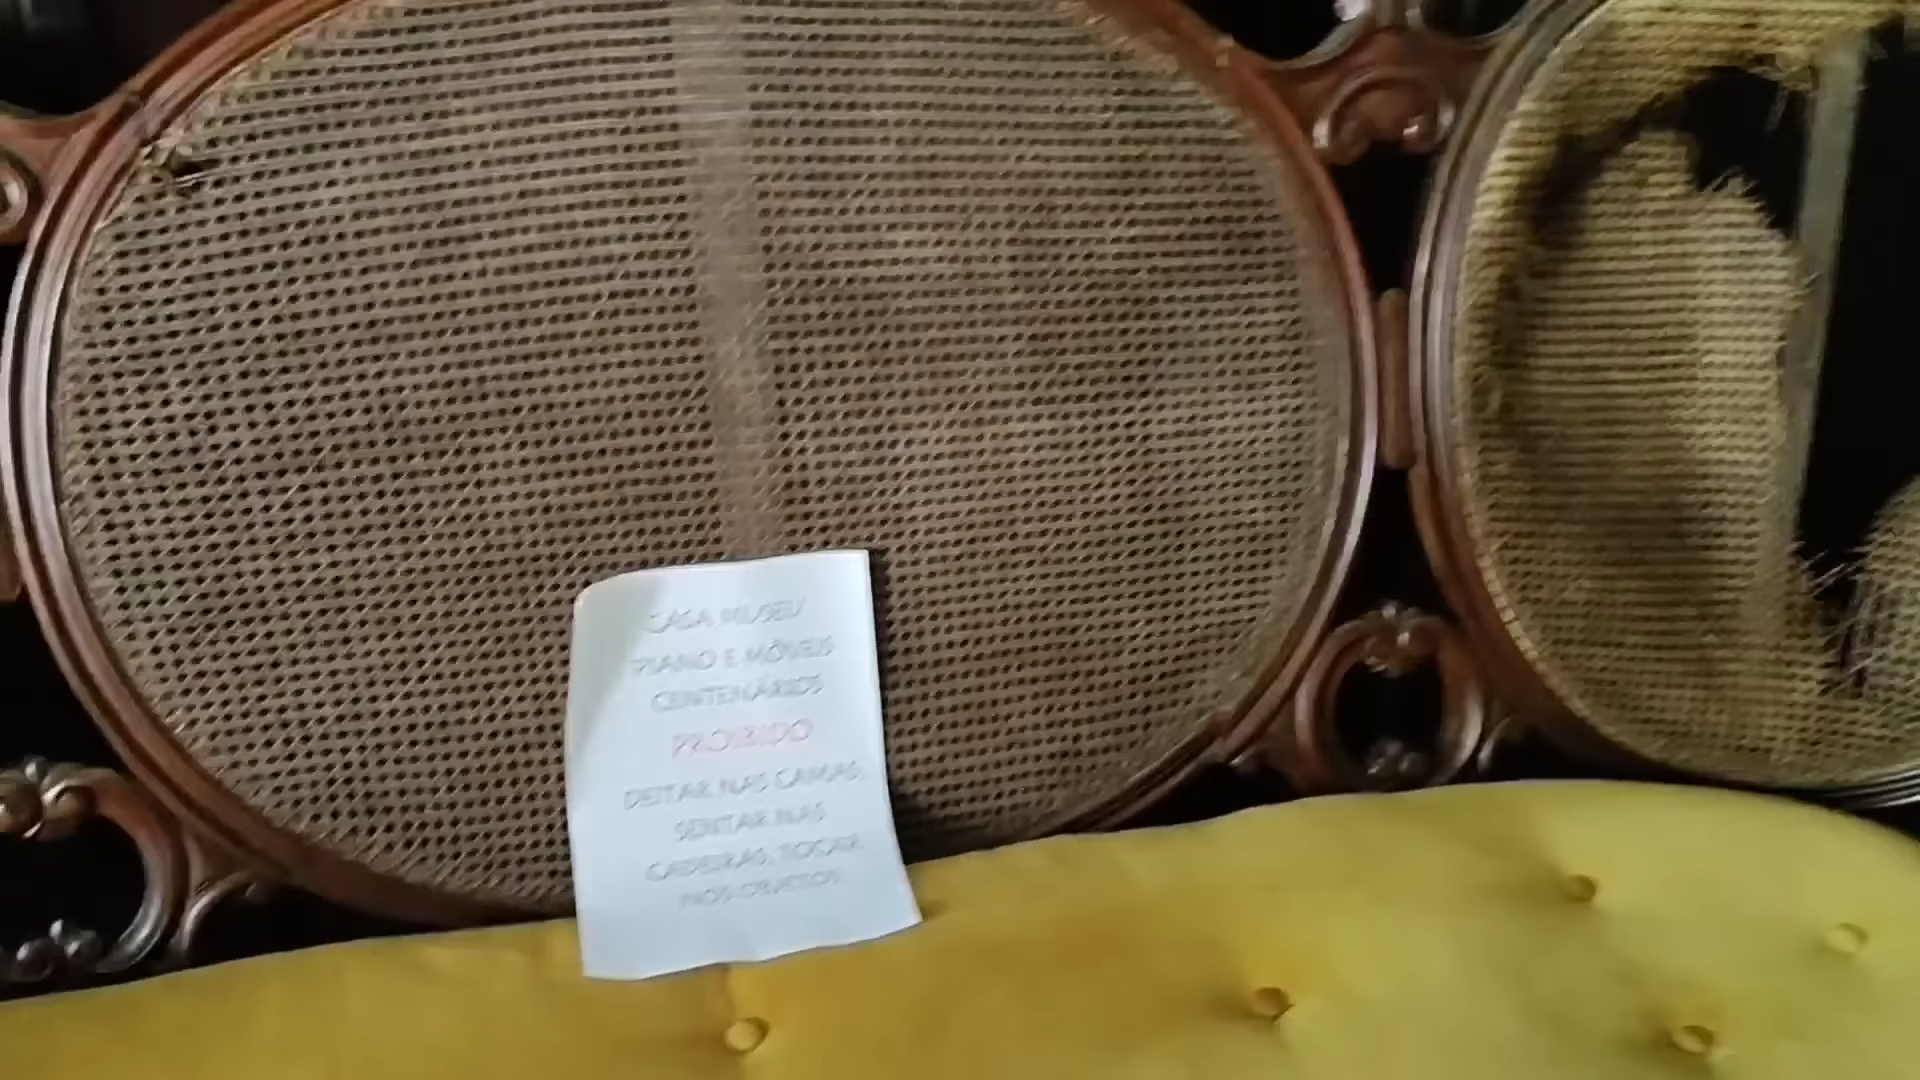 CASA MUSEU
PIANO E MÓVEIS
CENTENÁRIOS
PROIBIDO
DEITAR NAS CAMAS,
SENTAR NAS
CADEIRAS, TOCAR
NOS OBJETOS